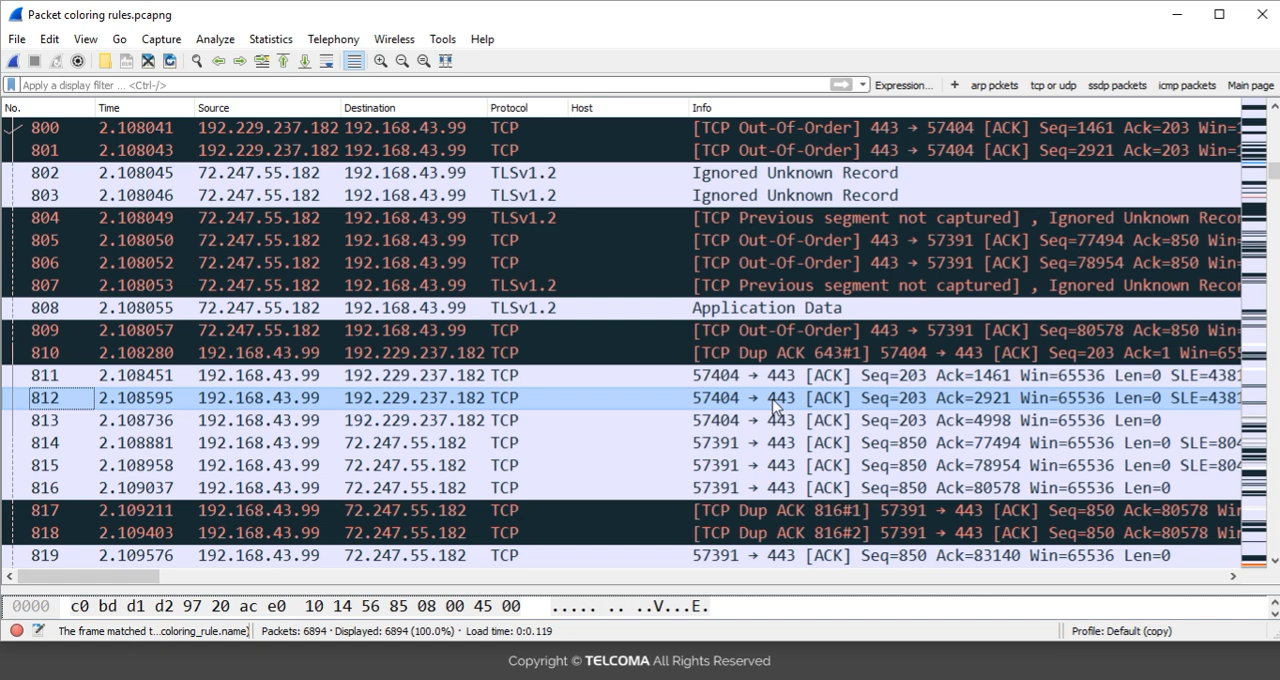 Packet coloring rules.pcapng
File Edit View Go Capture Analyze Statistics Telephony Wireless Tools Help
Apply a display filter ... <Ctrl-/> Expression... + arp pckets tcp or udp ssdp packets icmp packets Main page
No. Time Source Destination Protocol Host Info
800 2.108041 192.229.237.182 192.168.43.99 TCP [TCP Out-Of-Order] 443 → 57404 [ACK] Seq=1461 Ack=203 Win=1
801 2.108043 192.229.237.182 192.168.43.99 TCP [TCP Out-Of-Order] 443 → 57404 [ACK] Seq=2921 Ack=203 Win=1
802 2.108045 72.247.55.182 192.168.43.99 TLSv1.2 Ignored Unknown Record
803 2.108046 72.247.55.182 192.168.43.99 TLSv1.2 Ignored Unknown Record
804 2.108049 72.247.55.182 192.168.43.99 TLSv1.2 [TCP Previous segment not captured] , Ignored Unknown Recor
805 2.108050 72.247.55.182 192.168.43.99 TCP [TCP Out-Of-Order] 443 → 57391 [ACK] Seq=77494 Ack=850 Win=
806 2.108052 72.247.55.182 192.168.43.99 TCP [TCP Out-Of-Order] 443 → 57391 [ACK] Seq=78954 Ack=850 Win=
807 2.108053 72.247.55.182 192.168.43.99 TLSv1.2 [TCP Previous segment not captured] , Ignored Unknown Recor
808 2.108055 72.247.55.182 192.168.43.99 TLSv1.2 Application Data
809 2.108057 72.247.55.182 192.168.43.99 TCP [TCP Out-Of-Order] 443 → 57391 [ACK] Seq=80578 Ack=850 Win=
810 2.108280 192.168.43.99 192.229.237.182 TCP [TCP Dup ACK 643#1] 57404 → 443 [ACK] Seq=203 Ack=1 Win=655
811 2.108451 192.168.43.99 192.229.237.182 TCP 57404 → 443 [ACK] Seq=203 Ack=1461 Win=65536 Len=0 SLE=4381
812 2.108595 192.168.43.99 192.229.237.182 TCP 57404 → 443 [ACK] Seq=203 Ack=2921 Win=65536 Len=0 SLE=4381
813 2.108736 192.168.43.99 192.229.237.182 TCP 57404 → 443 [ACK] Seq=203 Ack=4998 Win=65536 Len=0
814 2.108881 192.168.43.99 72.247.55.182 TCP 57391 → 443 [ACK] Seq=850 Ack=77494 Win=65536 Len=0 SLE=804
815 2.108958 192.168.43.99 72.247.55.182 TCP 57391 → 443 [ACK] Seq=850 Ack=78954 Win=65536 Len=0 SLE=804
816 2.109037 192.168.43.99 72.247.55.182 TCP 57391 → 443 [ACK] Seq=850 Ack=80578 Win=65536 Len=0
817 2.109211 192.168.43.99 72.247.55.182 TCP [TCP Dup ACK 816#1] 57391 → 443 [ACK] Seq=850 Ack=80578 Wi
818 2.109403 192.168.43.99 72.247.55.182 TCP [TCP Dup ACK 816#2] 57391 → 443 [ACK] Seq=850 Ack=80578 Wi
819 2.109576 192.168.43.99 72.247.55.182 TCP 57391 → 443 [ACK] Seq=850 Ack=83140 Win=65536 Len=0
0000 c0 bd d1 d2 97 20 ac e0 10 14 56 85 08 00 45 00 ..... .. ..V...E.
The frame matched t...coloring_rule.name) Packets: 6894 · Displayed: 6894 (100.0%) · Load time: 0:0.119 Profile: Default (copy)
Copyright © TELCOMA All Rights Reserved